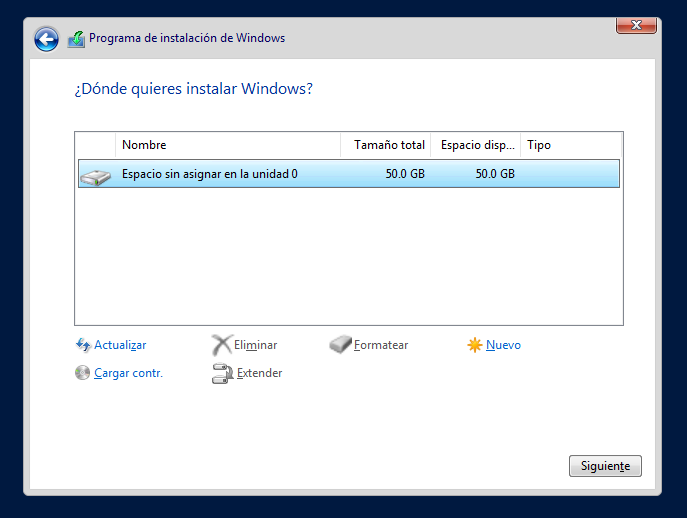 Programa de instalación de Windows
¿Dónde quieres instalar Windows?
Nombre Tamaño total Espacio disp... Tipo
Espacio sin asignar en la unidad 0 50.0 GB 50.0 GB
Actualizar Eliminar Formatear Nuevo
Cargar contr. Extender
Siguiente